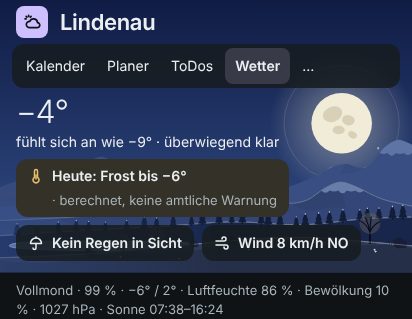 Lindenau
Kalender Planer ToDos Wetter ...
−4°
fühlt sich an wie −9° · überwiegend klar
Heute: Frost bis −6°
· berechnet, keine amtliche Warnung
Kein Regen in Sicht Wind 8 km/h NO
Vollmond · 99 % · −6° / 2° · Luftfeuchte 86 % · Bewölkung 10
% · 1027 hPa · Sonne 07:38–16:24